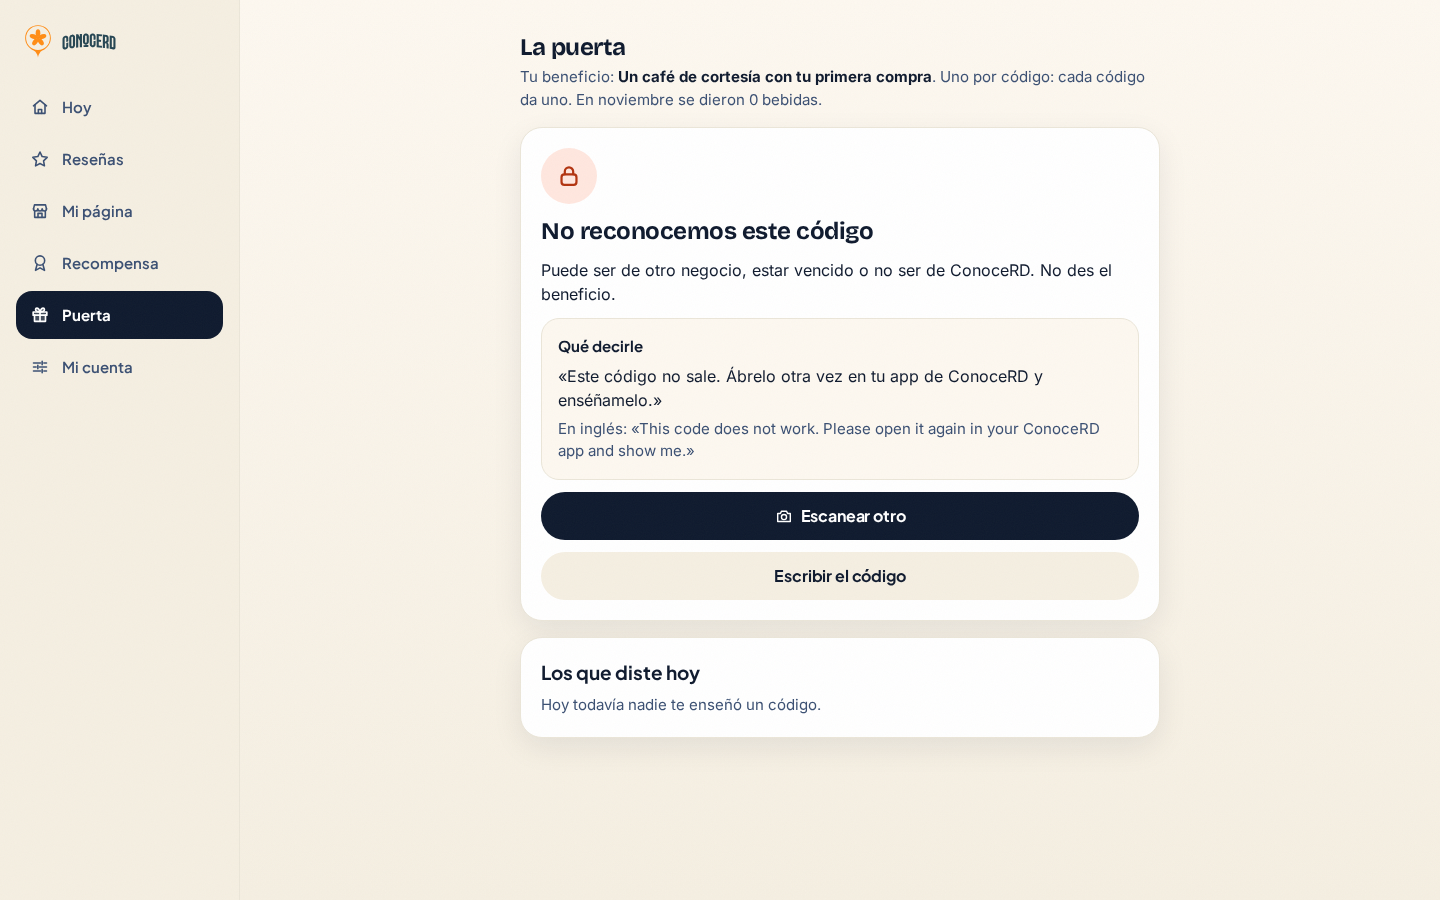 CONOCERD
Hoy
Reseñas
Mi página
Recompensa
Puerta
Mi cuenta
La puerta
Tu beneficio: Un café de cortesía con tu primera compra. Uno por código: cada código
da uno. En noviembre se dieron 0 bebidas.
No reconocemos este código
Puede ser de otro negocio, estar vencido o no ser de ConoceRD. No des el
beneficio.
Qué decirle
«Este código no sale. Ábrelo otra vez en tu app de ConoceRD y
enséñamelo.»
En inglés: «This code does not work. Please open it again in your ConoceRD
app and show me.»
Escanear otro
Escribir el código
Los que diste hoy
Hoy todavía nadie te enseñó un código.